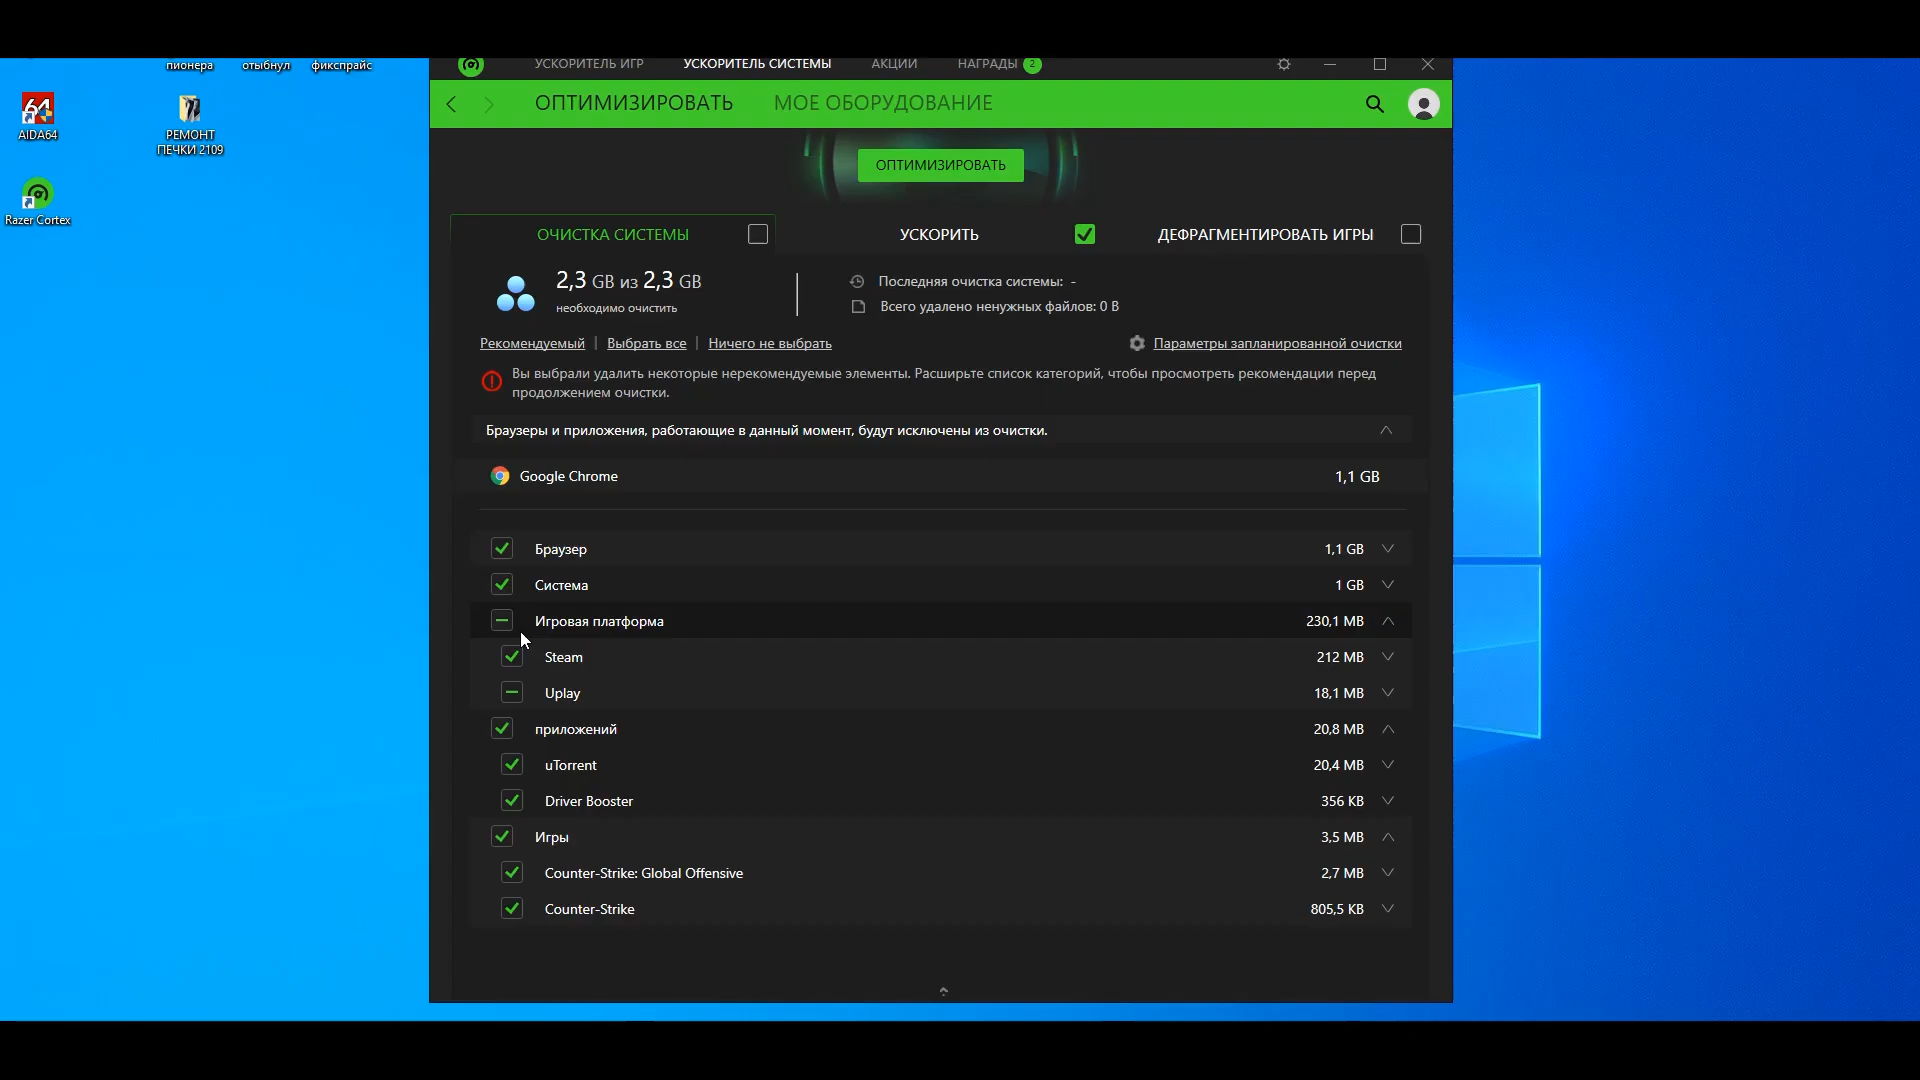 пионера
отыбнул
фикспрайс
AIDA64
РЕМОНТ
ПЕЧКИ 2109
Razer Cortex
УСКОРИТЕЛЬ ИГР
УСКОРИТЕЛЬ СИСТЕМЫ
АКЦИИ
НАГРАДЫ 2
ОПТИМИЗИРОВАТЬ
МОЕ ОБОРУДОВАНИЕ
ОПТИМИЗИРОВАТЬ
ОЧИСТКА СИСТЕМЫ
УСКОРИТЬ
ДЕФРАГМЕНТИРОВАТЬ ИГРЫ
2,3 GB из 2,3 GB
необходимо очистить
Последняя очистка системы: -
Всего удалено ненужных файлов: 0 B
Рекомендуемый | Выбрать все | Ничего не выбрать
Параметры запланированной очистки
Вы выбрали удалить некоторые нерекомендуемые элементы. Расширьте список категорий, чтобы просмотреть рекомендации перед
продолжением очистки.
Браузеры и приложения, работающие в данный момент, будут исключены из очистки.
Google Chrome 1,1 GB
Браузер 1,1 GB
Система 1 GB
Игровая платформа 230,1 MB
Steam 212 MB
Uplay 18,1 MB
приложений 20,8 MB
uTorrent 20,4 MB
Driver Booster 356 KB
Игры 3,5 MB
Counter-Strike: Global Offensive 2,7 MB
Counter-Strike 805,5 KB